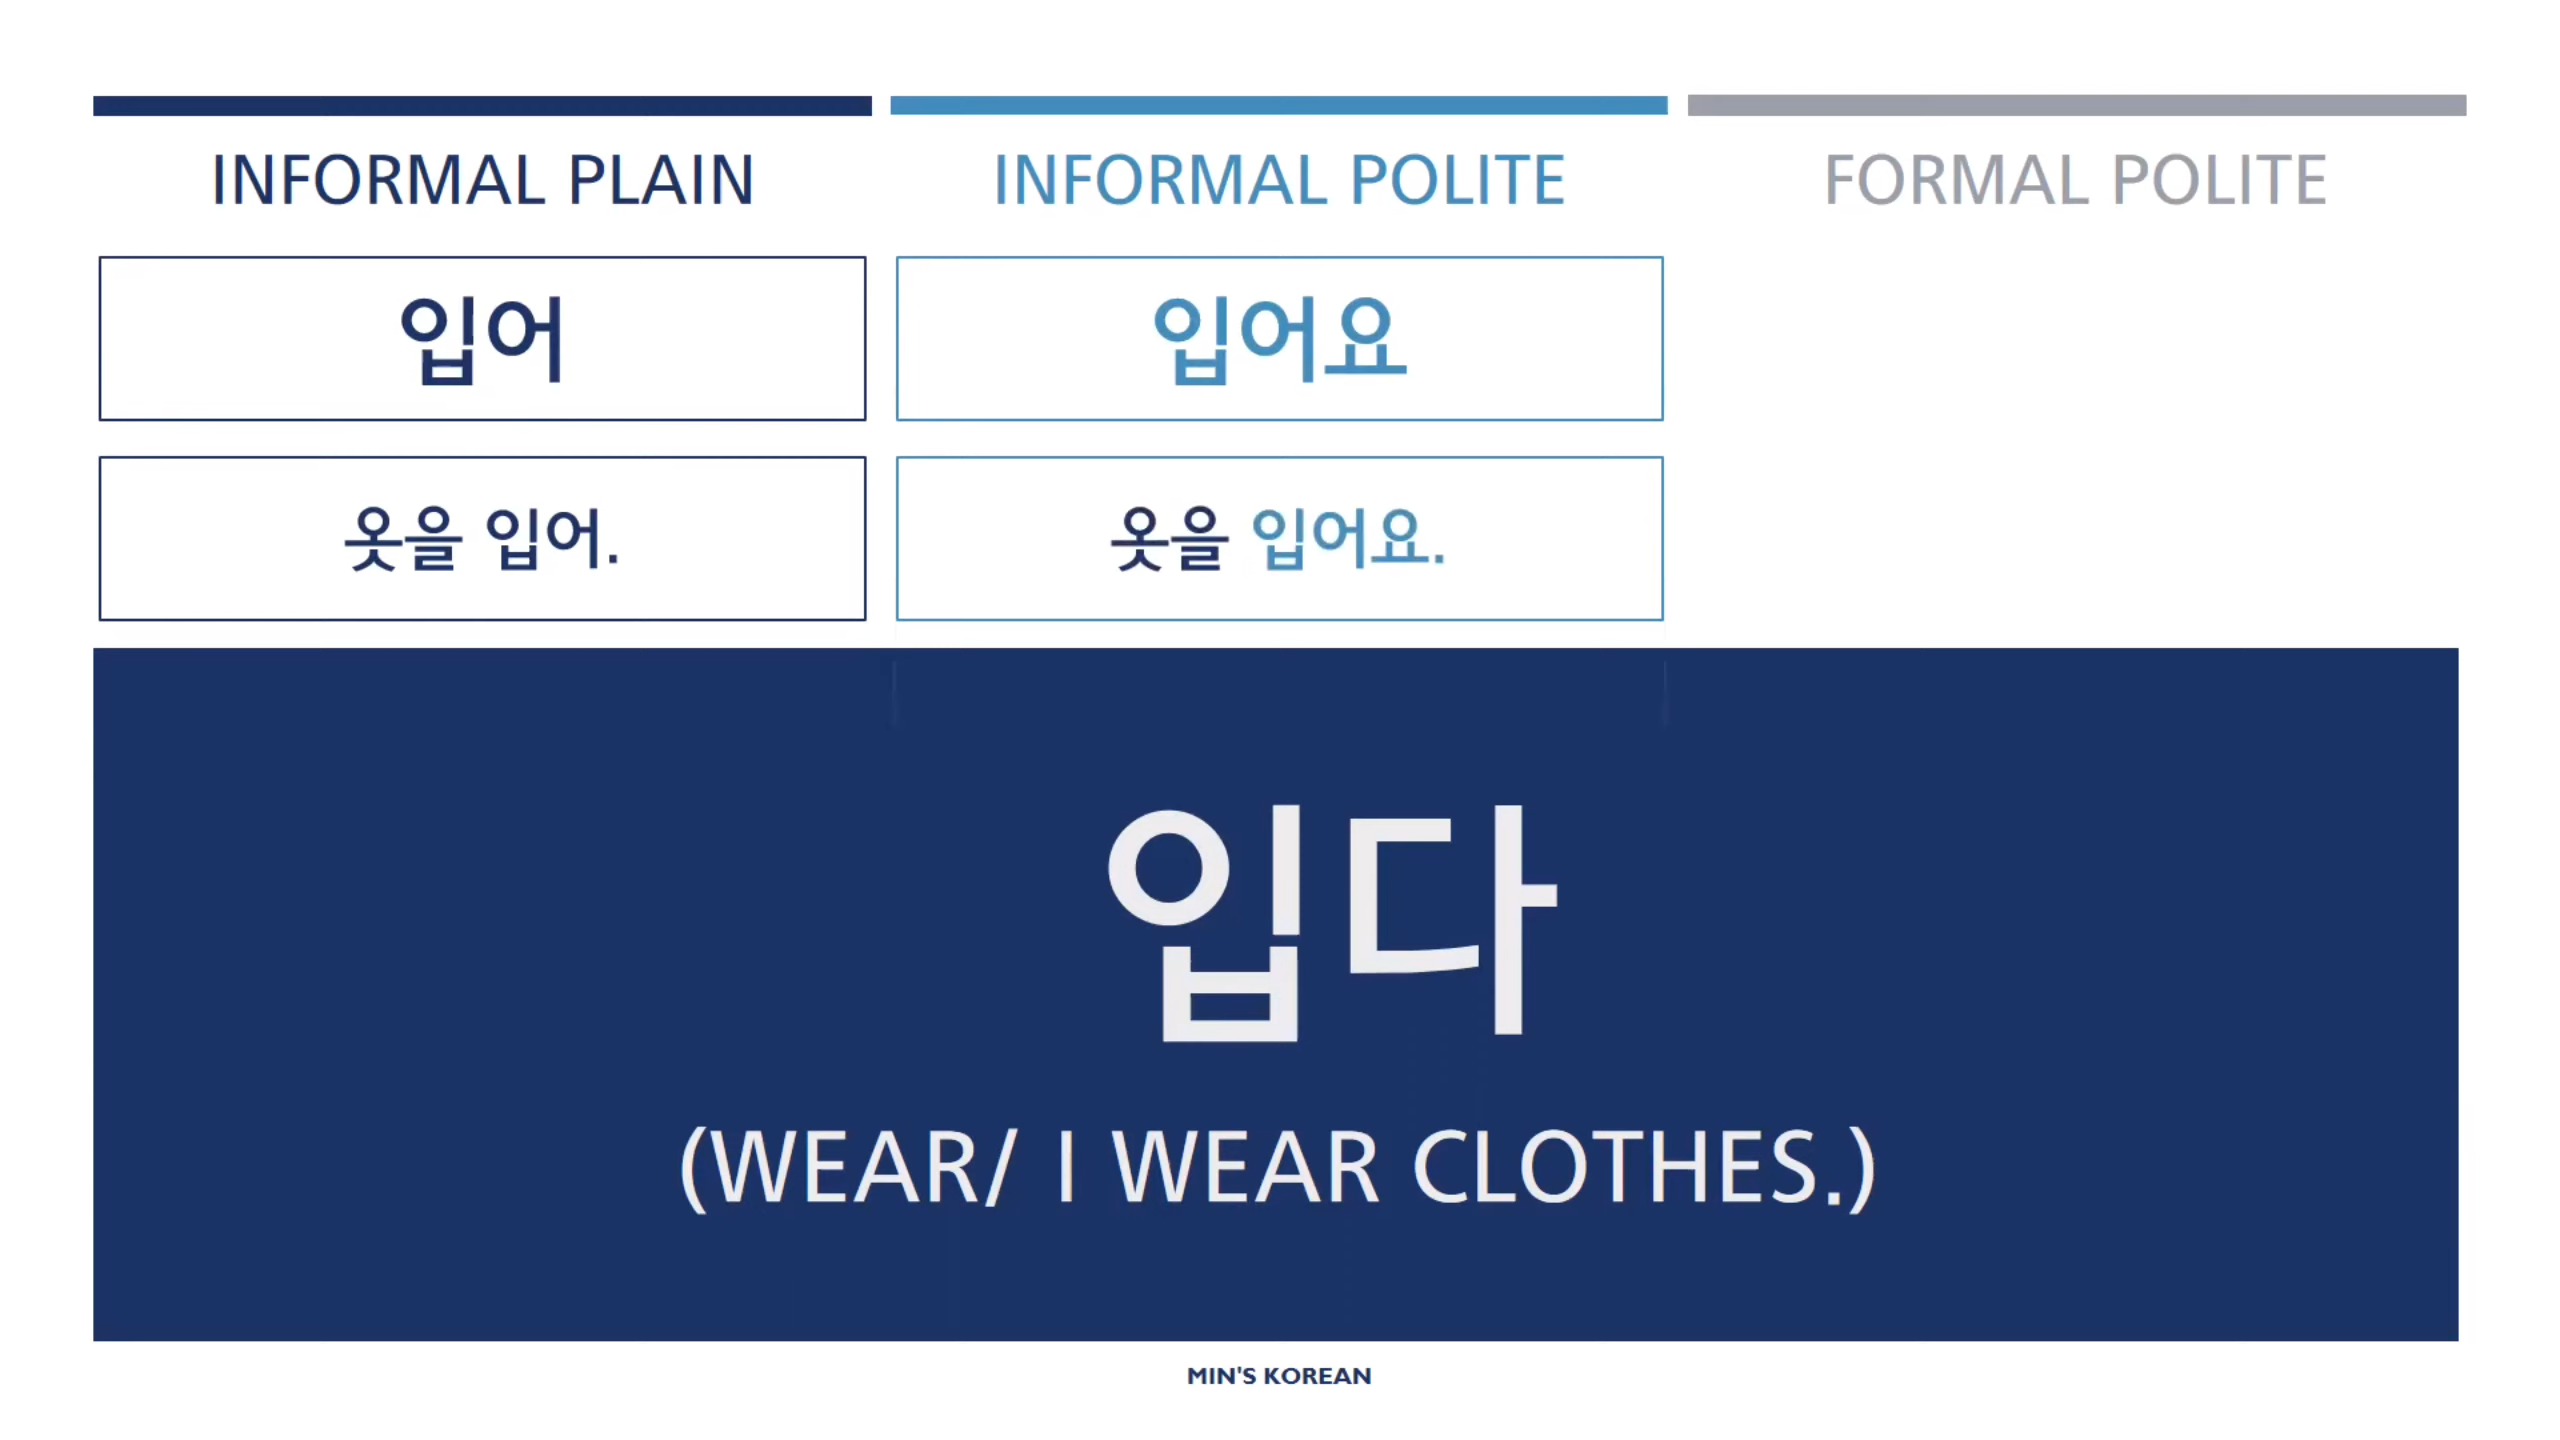 INFORMAL PLAIN
INFORMAL POLITE
FORMAL POLITE
입어
입어요
옷을 입어.
옷을 입어요.
입다
(WEAR/ I WEAR CLOTHES.)
MIN'S KOREAN